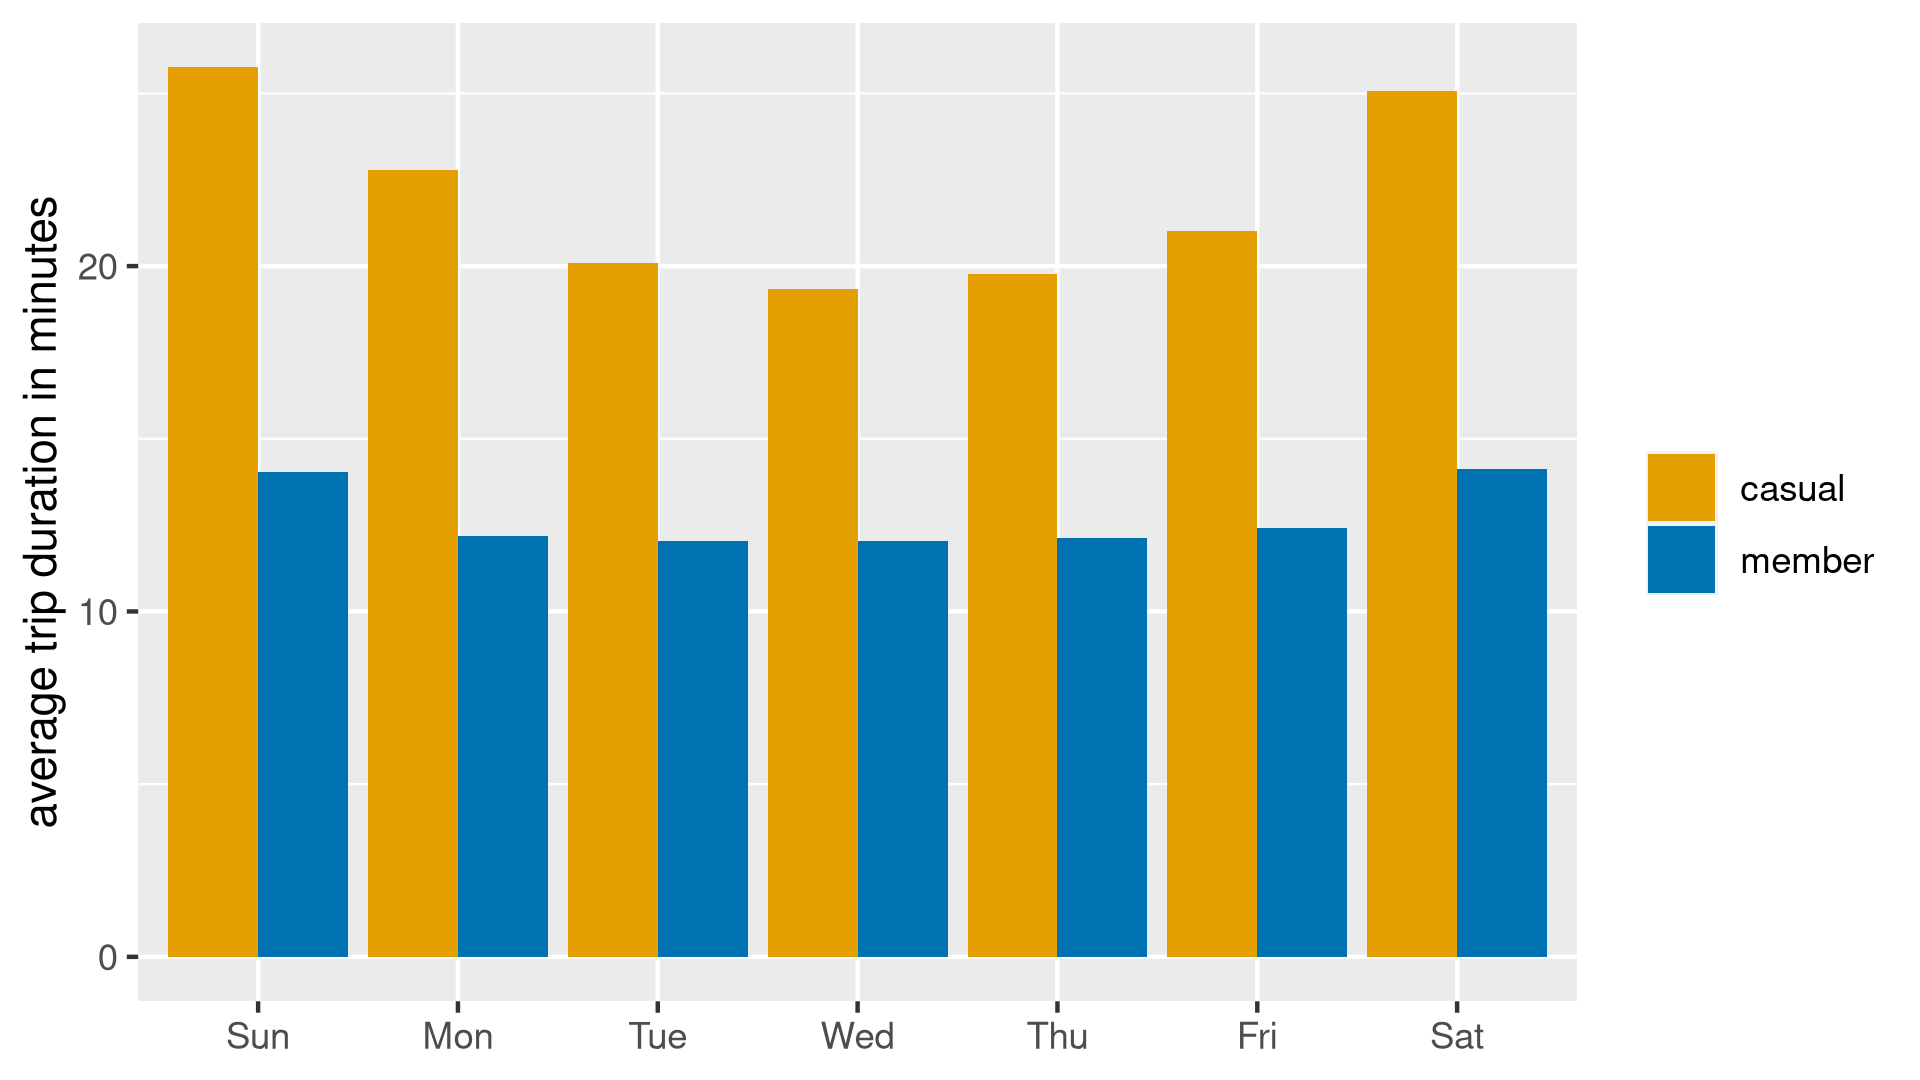 average trip duration in minutes
20
10
0
Sun Mon Tue Wed Thu Fri Sat
casual
member